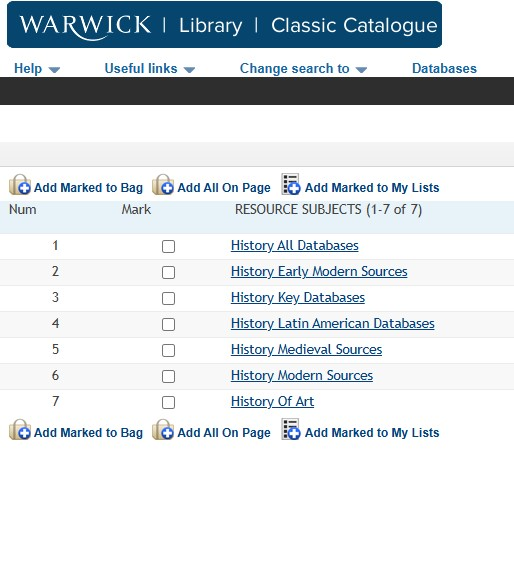 WARWICK | Library | Classic Catalogue
Help Useful links Change search to Databases
Add Marked to Bag Add All On Page Add Marked to My Lists
Num Mark RESOURCE SUBJECTS (1-7 of 7)
1 History All Databases
2 History Early Modern Sources
3 History Key Databases
4 History Latin American Databases
5 History Medieval Sources
6 History Modern Sources
7 History Of Art
Add Marked to Bag Add All On Page Add Marked to My Lists